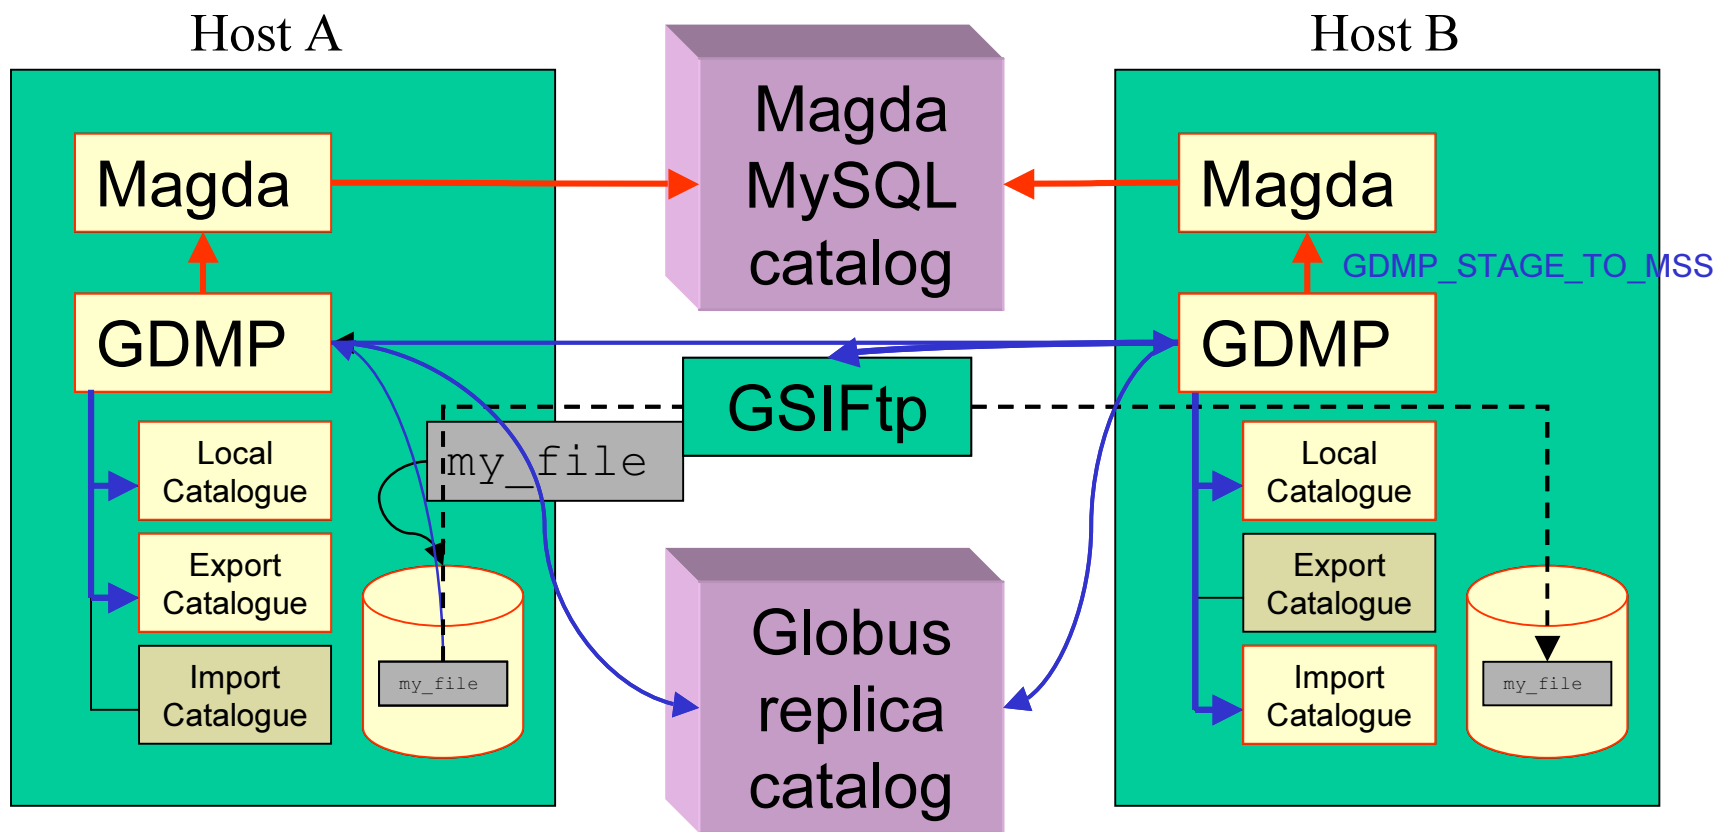 Host A
Host B
Magda
Magda
MySQL
catalog
Magda
GDMP_STAGE_TO_MSS
GDMP
GDMP
GSIFtp
my_file
Local
Catalogue
Export
Catalogue
Import
Catalogue
my_file
Globus
replica
catalog
Local
Catalogue
Export
Catalogue
Import
Catalogue
my_file